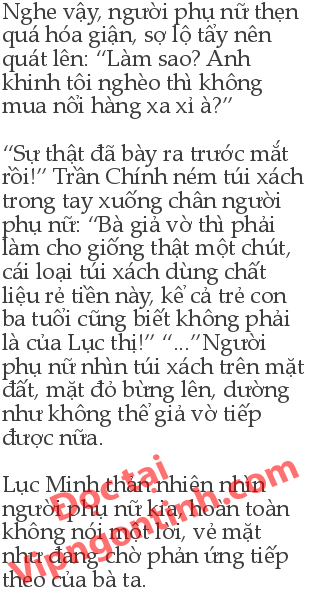 Nghe vậy, người phụ nữ thẹn
quá hóa giận, sợ lộ tẩy nên
quát lên: “Làm sao? Anh
khinh tôi nghèo thì không
mua nổi hàng xa xỉ à?”
“Sự thật đã bày ra trước mắt
rồi!” Trần Chính ném túi xách
trong tay xuống chân người
phụ nữ: “Bà giả vờ thì phải
làm cho giống thật một chút,
cái loại túi xách dùng chất
liệu rẻ tiền này, kể cả trẻ con
ba tuổi cũng biết không phải
là của Lục thị!” “...”Người
phụ nữ nhìn túi xách trên mặt
đất, mặt đỏ bừng lên, dường
như không thể giả vờ tiếp
được nữa.
Lục Minh thản nhiên nhìn
người phụ nữ kia, hoàn toàn
không nói một lời, vẻ mặt
như đang chờ phản ứng tiếp
theo của bà ta.
Đọc tại
Vipngontinh.com